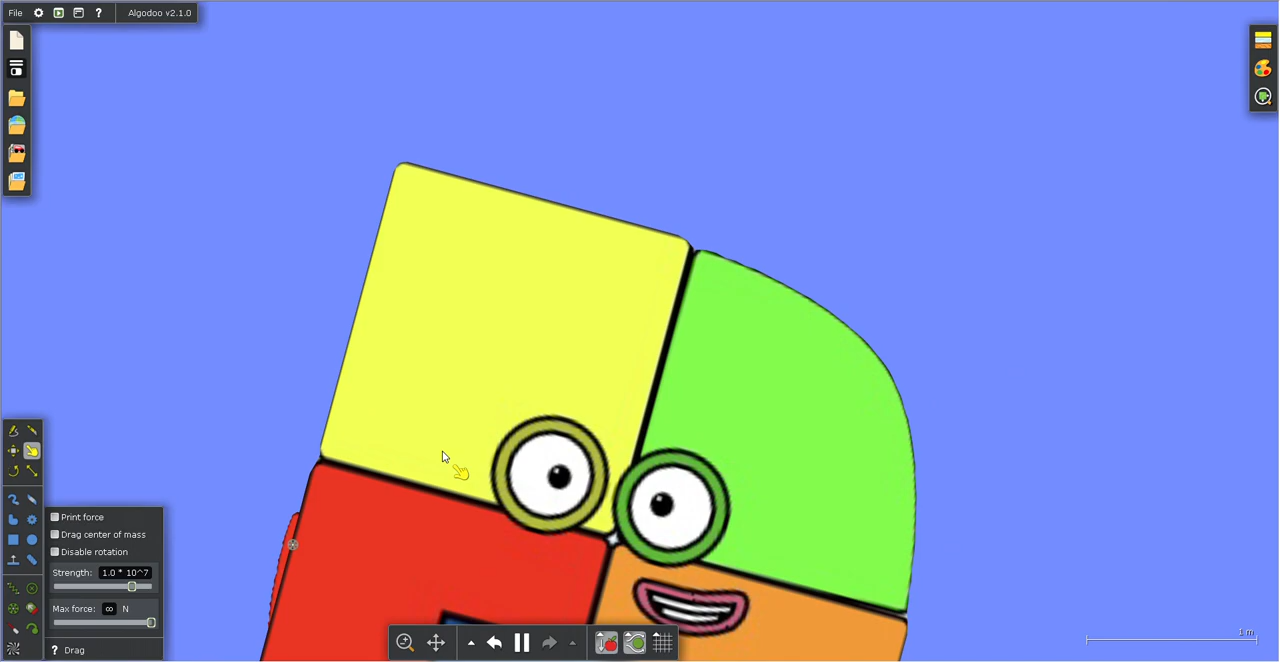 File ? Algodoo v2.1.0
Print force
Drag center of mass
Disable rotation
Strength: 1.0 * 10^7
Max force: ∞ N
? Drag
1 m